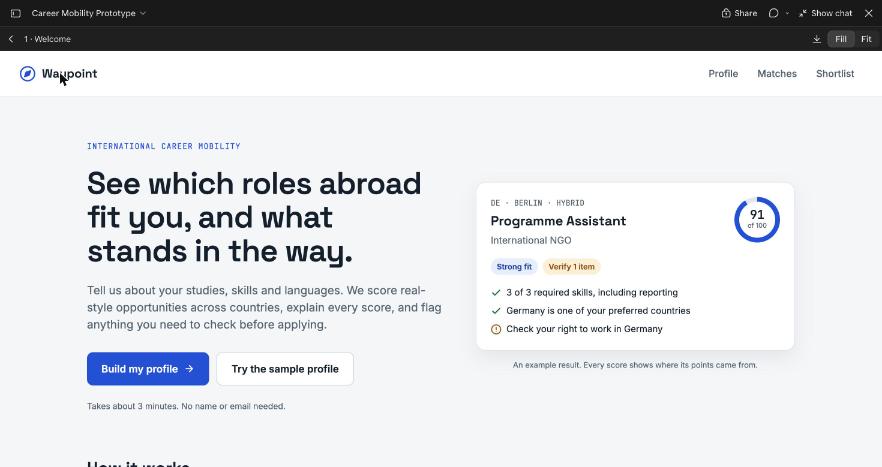 Career Mobility Prototype
Share
Show chat
1 · Welcome
Fill
Fit
Waypoint
Profile
Matches
Shortlist
INTERNATIONAL CAREER MOBILITY
See which roles abroad
fit you, and what
stands in the way.
Tell us about your studies, skills and languages. We score real-
style opportunities across countries, explain every score, and flag
anything you need to check before applying.
Build my profile →
Try the sample profile
Takes about 3 minutes. No name or email needed.
DE · BERLIN · HYBRID
Programme Assistant
International NGO
91
of 100
Strong fit
Verify 1 item
3 of 3 required skills, including reporting
Germany is one of your preferred countries
Check your right to work in Germany
An example result. Every score shows where its points came from.
How it works